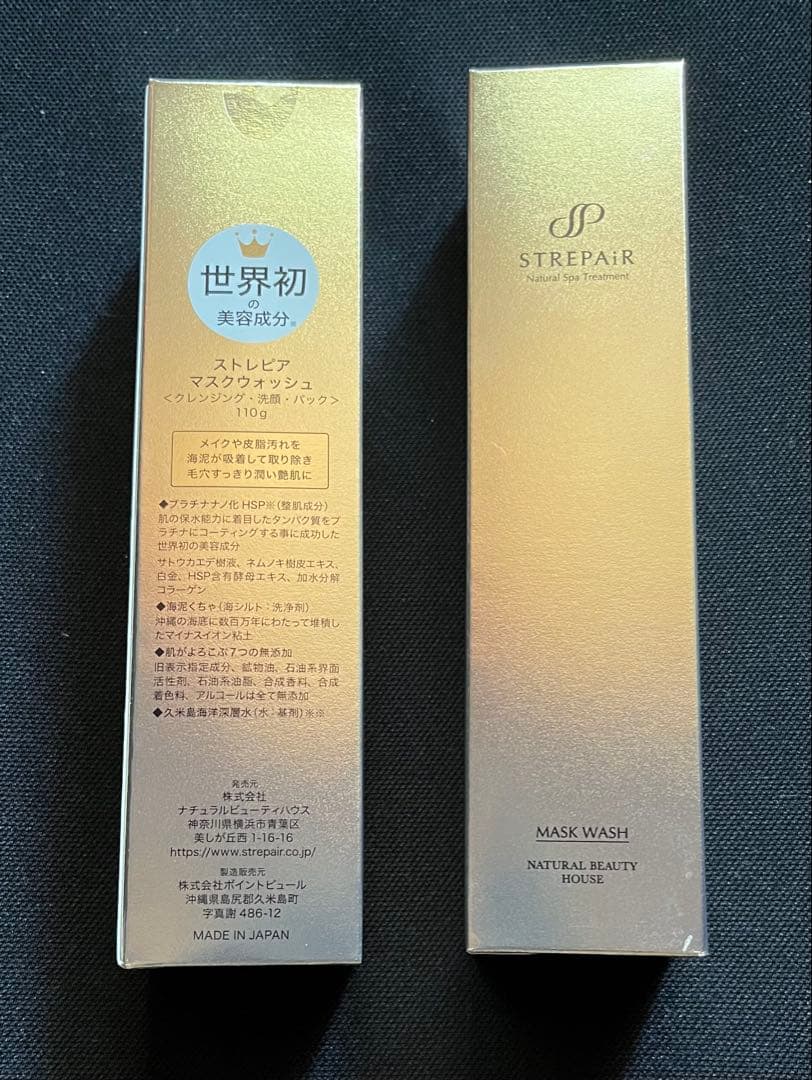 世界初
の
美容成分※
ストレピア
マスクウォッシュ
＜クレンジング・洗顔・パック＞
110g
メイクや皮脂汚れを
海泥が吸着して取り除き
毛穴すっきり潤い艶肌に
◆プラチナナノ化HSP※(整肌成分)
肌の保水能力に着目したタンパク質をプ
ラチナにコーティングする事に成功した
世界初の美容成分
サトウカエデ樹液、ネムノキ樹皮エキス、
白金、HSP含有酵母エキス、加水分解
コラーゲン
◆海泥くちゃ(海シルト：洗浄剤)
沖縄の海底に数百万年にわたって堆積し
たマイナスイオン粘土
◆肌がよろこぶ7つの無添加
旧表示指定成分、鉱物油、石油系界面
活性剤、石油系油脂、合成香料、合成
着色料、アルコールは全て無添加
◆久米島海洋深層水(水：基剤)※※
発売元
株式会社
ナチュラルビューティハウス
神奈川県横浜市青葉区
美しが丘西1-16-16
https://www.strepair.co.jp/
製造販売元
株式会社ポイントピュール
沖縄県島尻郡久米島町
字真謝486-12
MADE IN JAPAN
STREPAiR
Natural Spa Treatment
MASK WASH
NATURAL BEAUTY
HOUSE